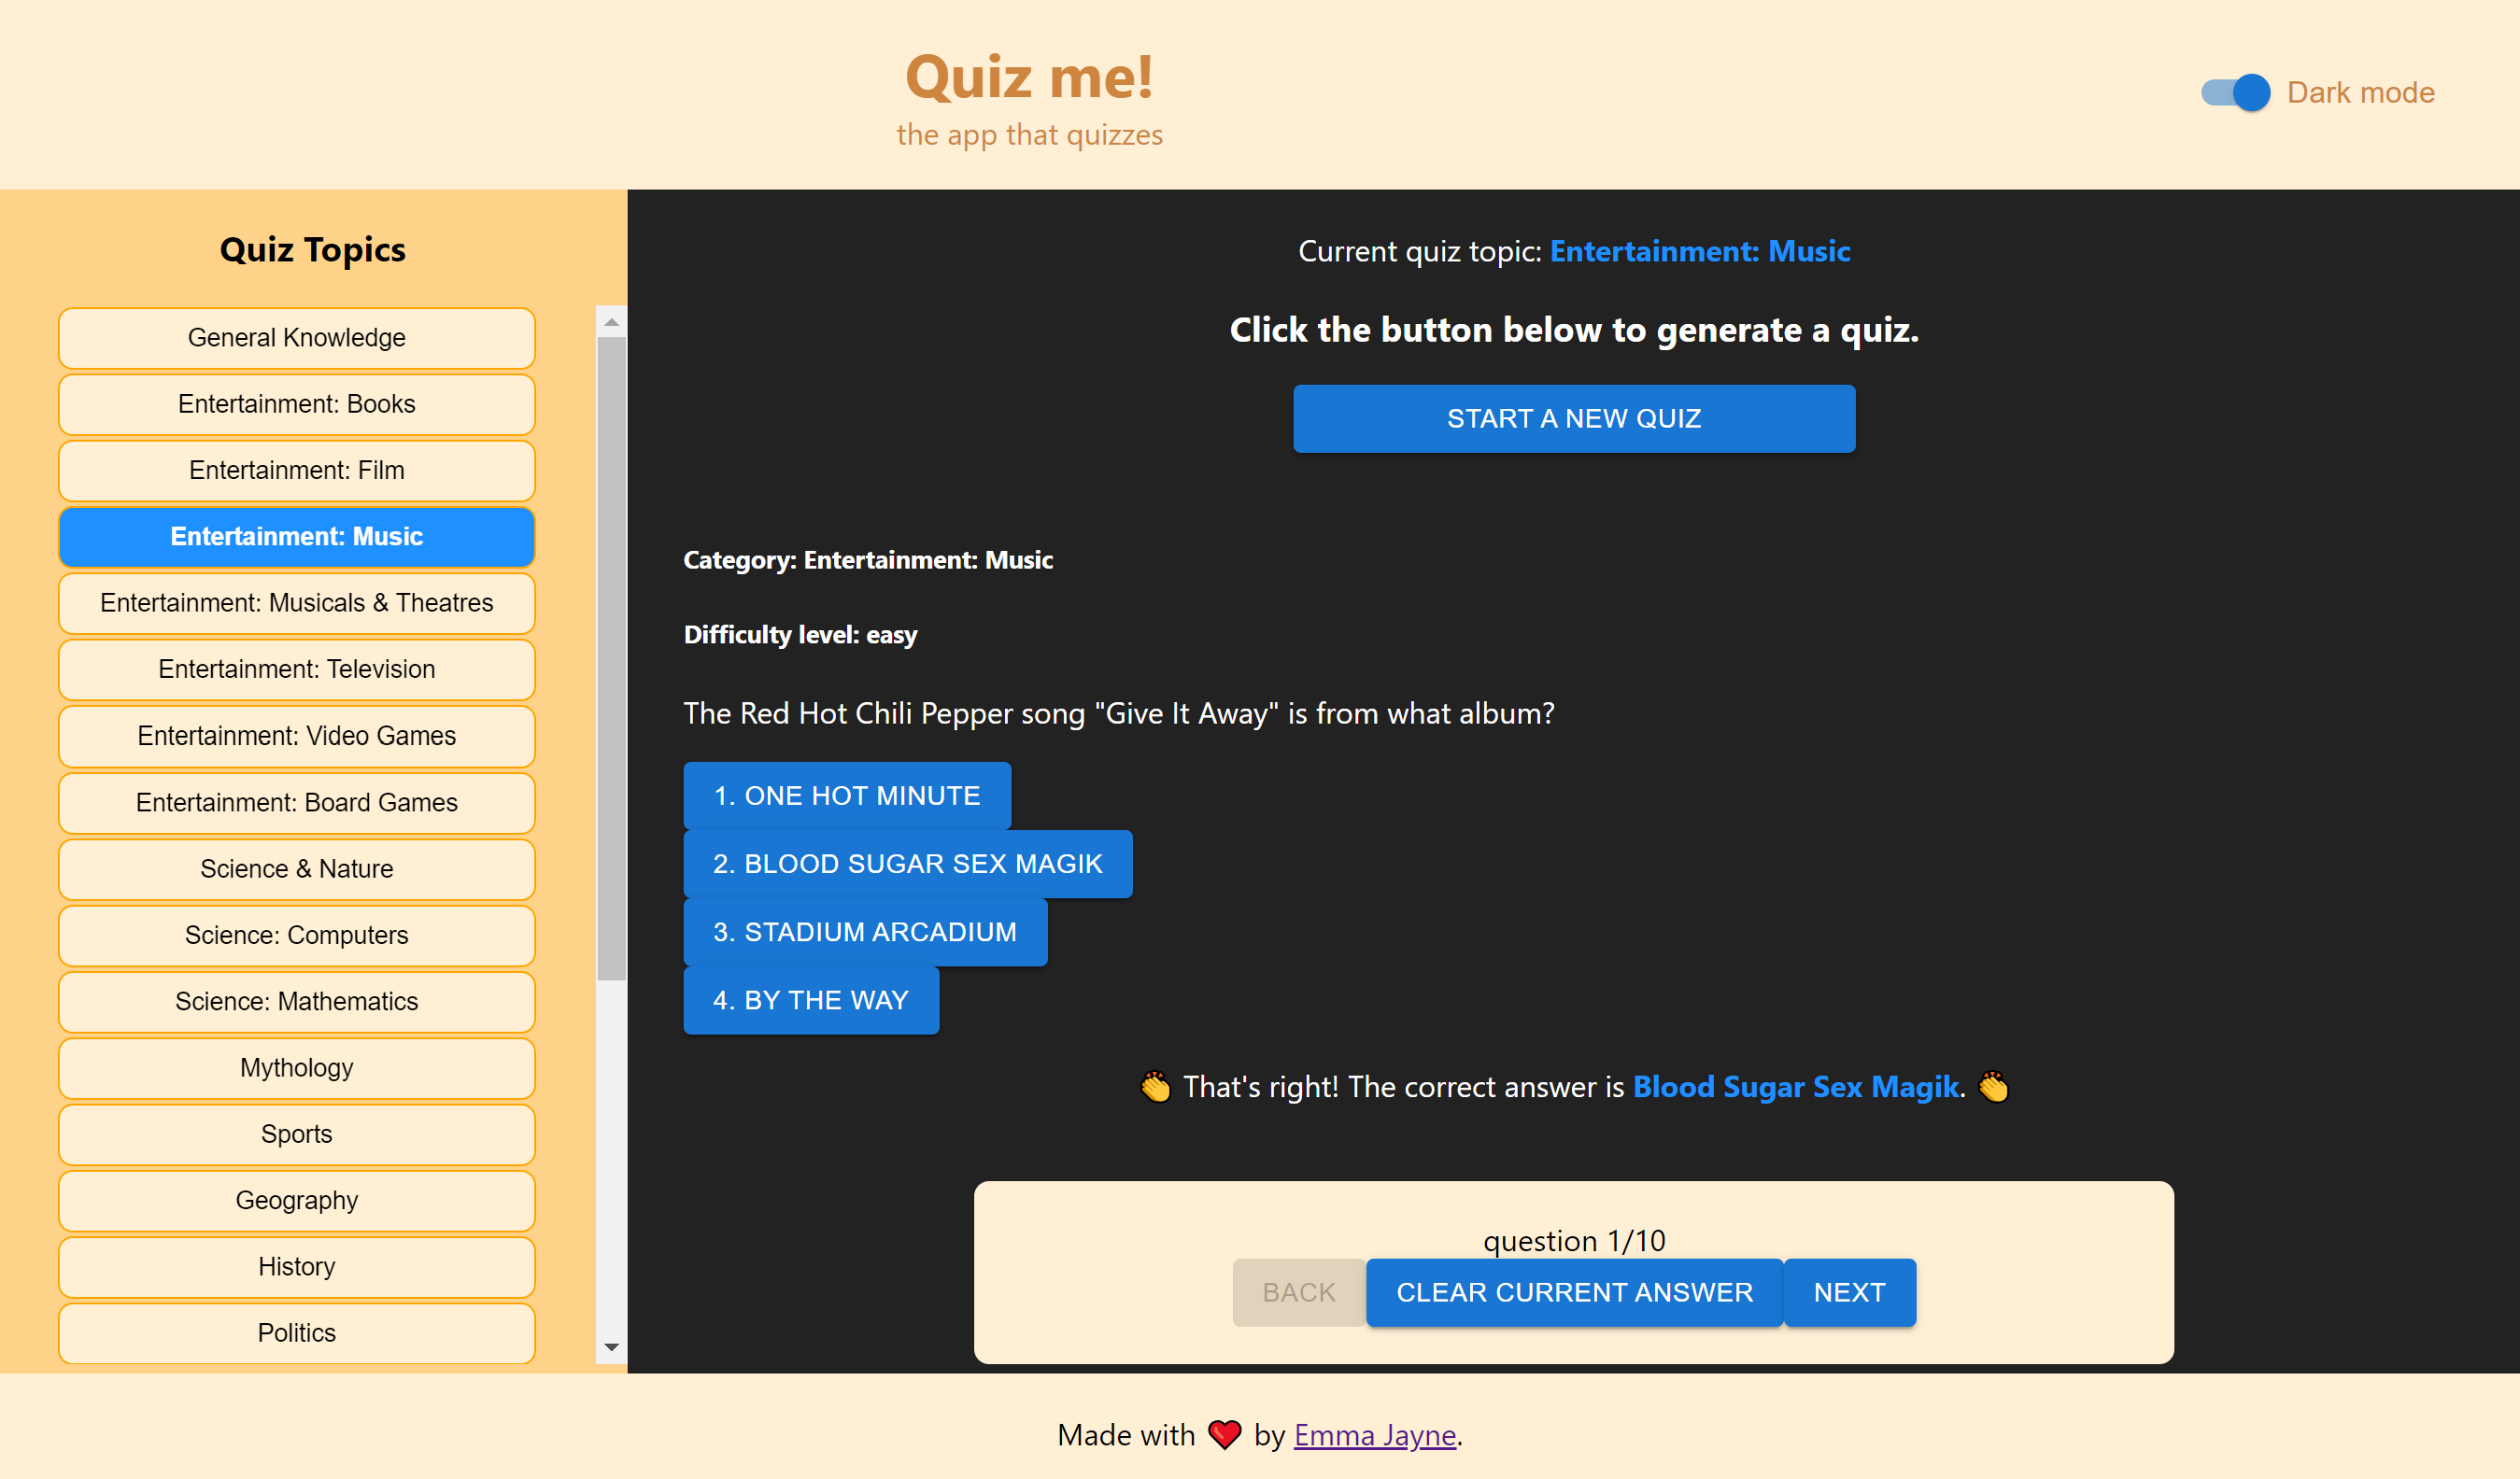 Quiz me!
the app that quizzes
Dark mode
Quiz Topics
General Knowledge
Entertainment: Books
Entertainment: Film
Entertainment: Music
Entertainment: Musicals & Theatres
Entertainment: Television
Entertainment: Video Games
Entertainment: Board Games
Science & Nature
Science: Computers
Science: Mathematics
Mythology
Sports
Geography
History
Politics
Current quiz topic: Entertainment: Music
Click the button below to generate a quiz.
START A NEW QUIZ
Category: Entertainment: Music
Difficulty level: easy
The Red Hot Chili Pepper song "Give It Away" is from what album?
1. ONE HOT MINUTE
2. BLOOD SUGAR SEX MAGIK
3. STADIUM ARCADIUM
4. BY THE WAY
👏 That's right! The correct answer is Blood Sugar Sex Magik. 👏
question 1/10
BACK
CLEAR CURRENT ANSWER
NEXT
Made with ❤️ by Emma Jayne.